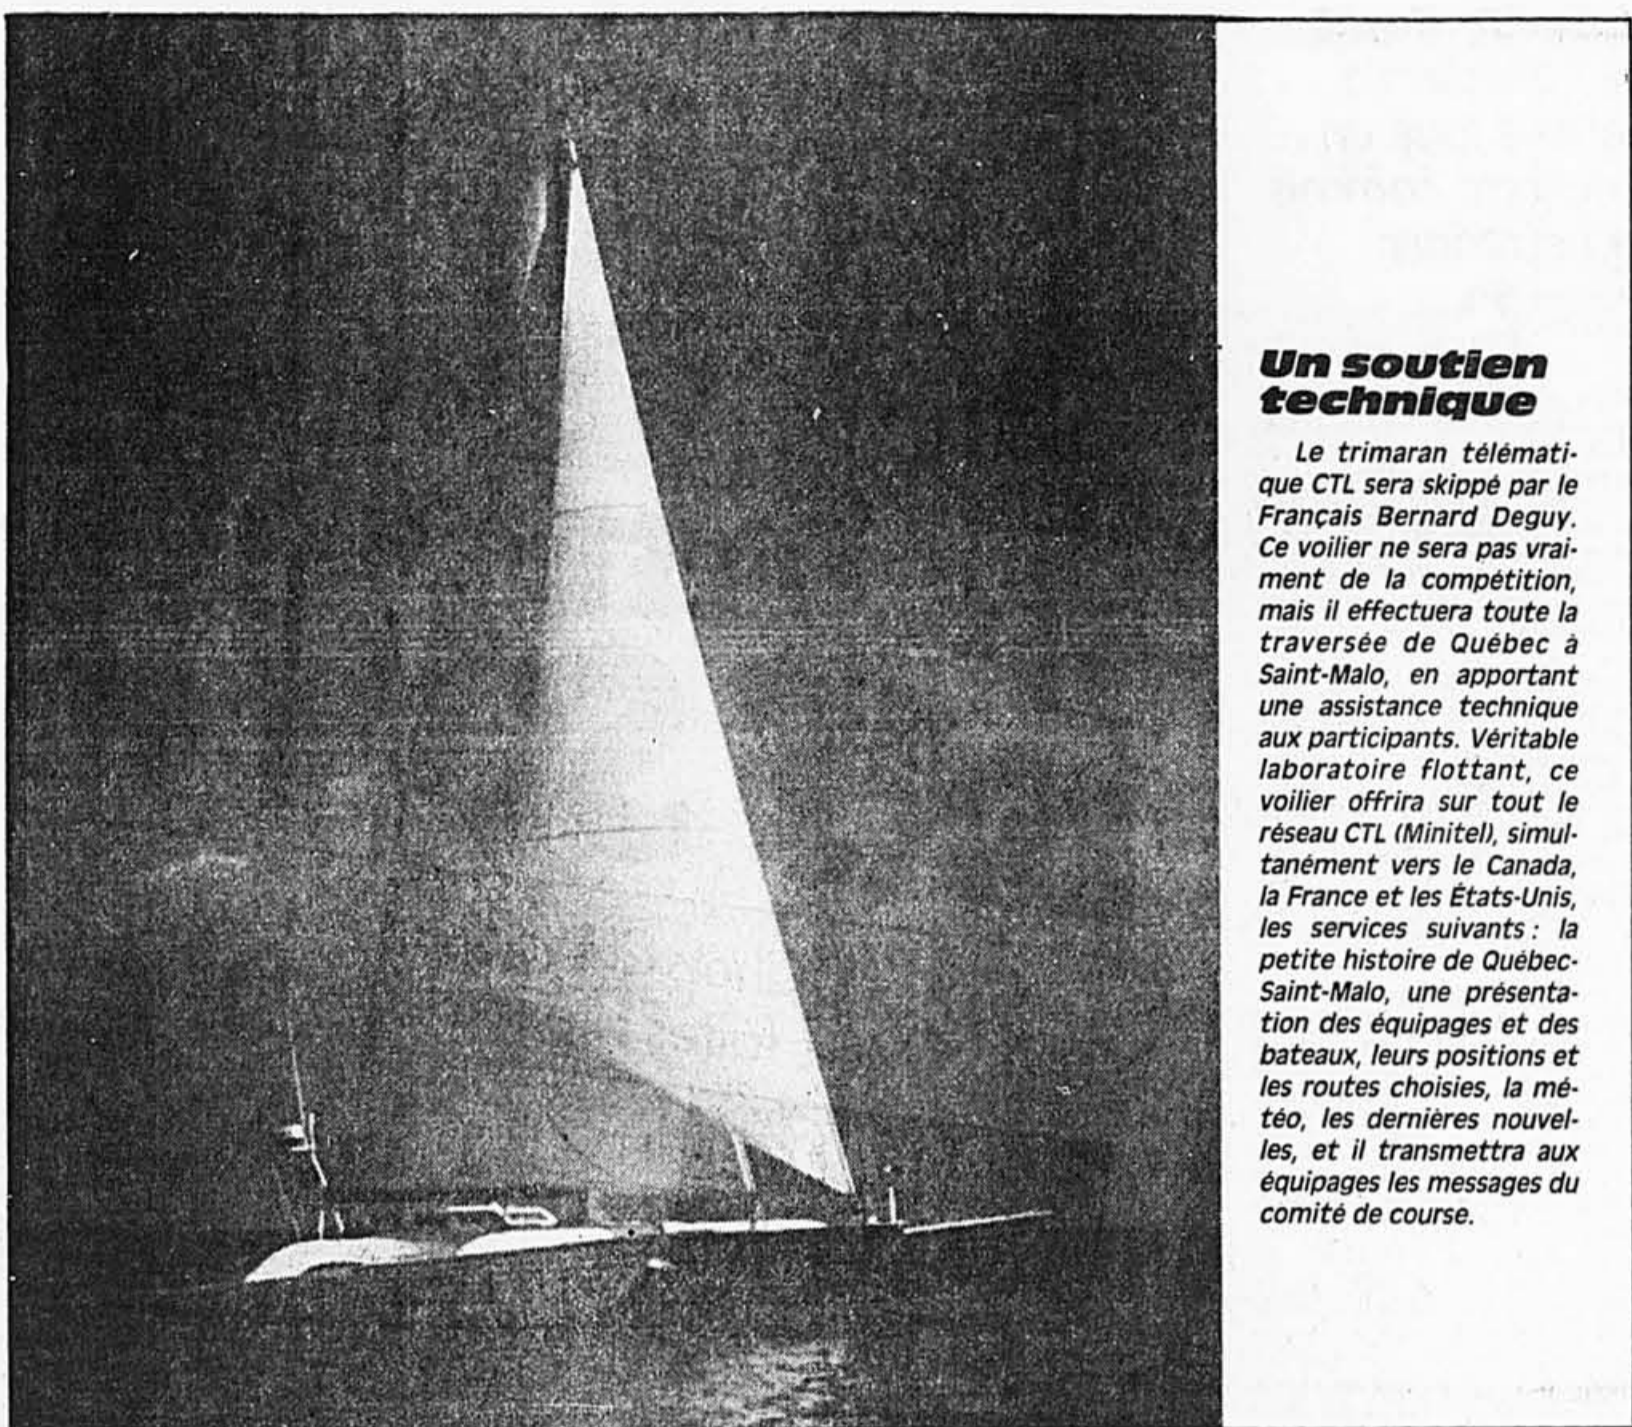 Un soutien
technique
Le trimaran télémati-
que CTL sera skippé par le
Français Bernard Deguy.
Ce voilier ne sera pas vrai-
ment de la compétition,
mais il effectuera toute la
traversée de Québec à
Saint-Malo, en apportant
une assistance technique
aux participants. Véritable
laboratoire flottant, ce
voilier offrira sur tout le
réseau CTL (Minitel), simul-
tanément vers le Canada,
la France et les États-Unis,
les services suivants : la
petite histoire de Québec-
Saint-Malo, une présenta-
tion des équipages et des
bateaux, leurs positions et
les routes choisies, la mé-
téo, les dernières nouvel-
les, et il transmettra aux
équipages les messages du
comité de course.